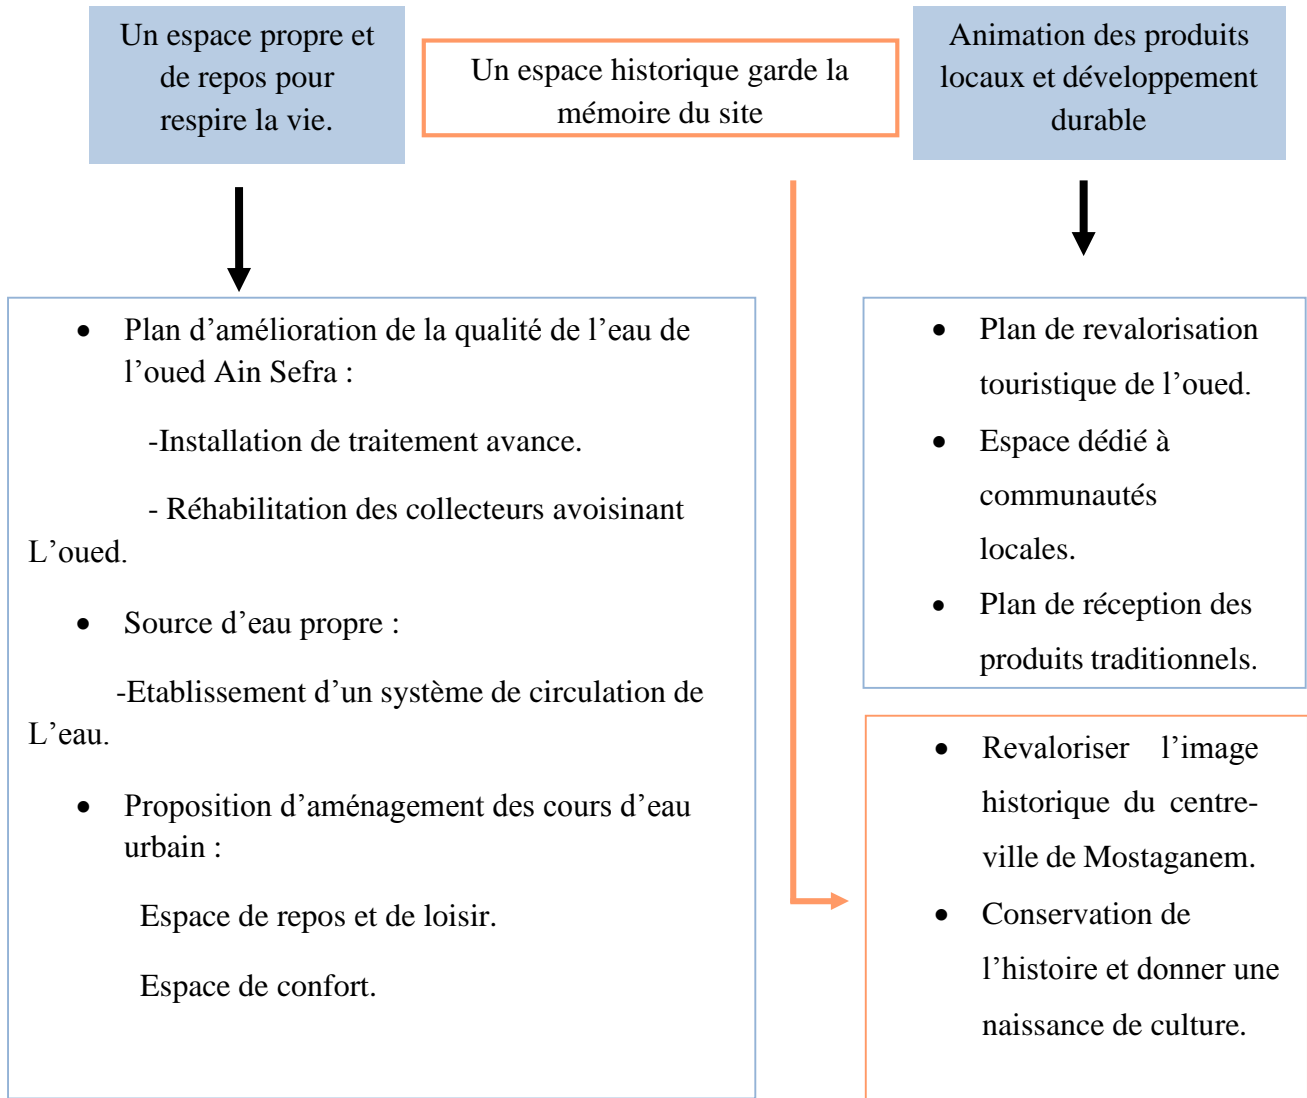 Un espace propre et
de repos pour
respire la vie.
Un espace historique garde la
mémoire du site
Animation des produits
locaux et développement
durable
• Plan d’amélioration de la qualité de l’eau de
l’oued Ain Sefra :
-Installation de traitement avance.
- Réhabilitation des collecteurs avoisinant
L’oued.
• Source d’eau propre :
-Etablissement d’un système de circulation de
L’eau.
• Proposition d’aménagement des cours d’eau
urbain :
Espace de repos et de loisir.
Espace de confort.
• Plan de revalorisation
touristique de l’oued.
• Espace dédié à
communautés
locales.
• Plan de réception des
produits traditionnels.
• Revaloriser l’image
historique du centre-
ville de Mostaganem.
• Conservation de
l’histoire et donner une
naissance de culture.